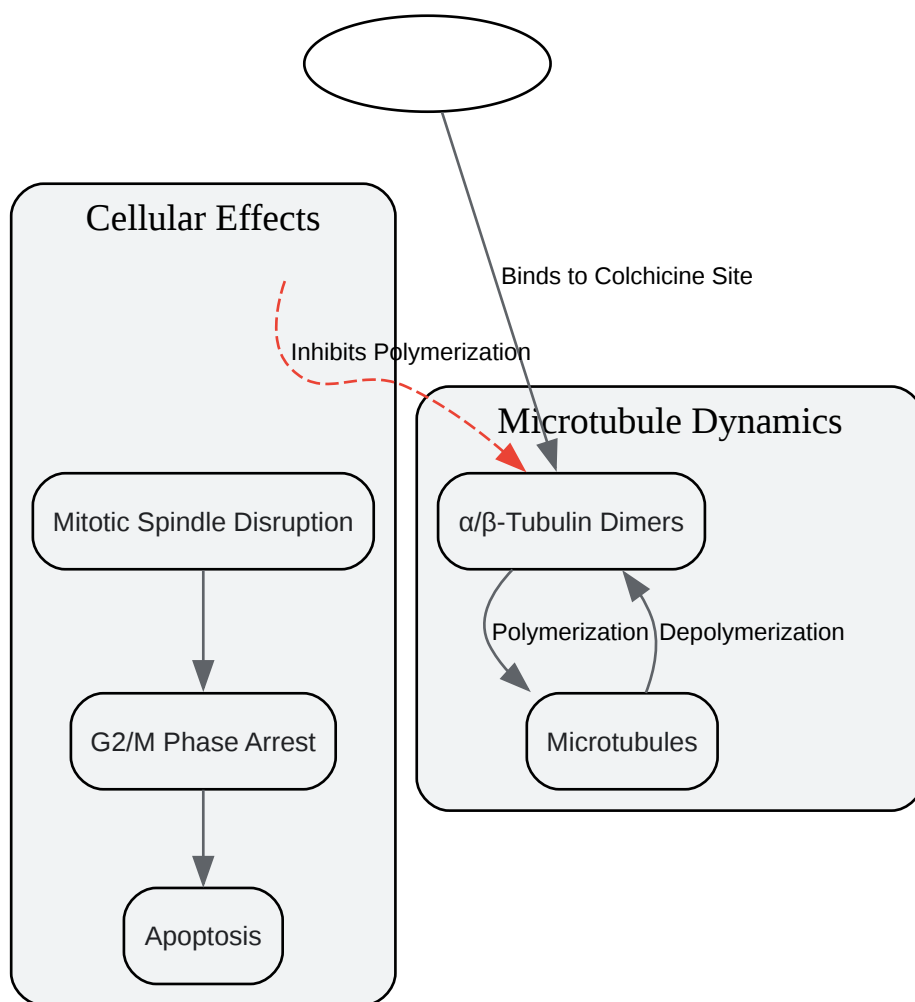 Cellular Effects
Binds to Colchicine Site
Inhibits Polymerization
Microtubule Dynamics
Mitotic Spindle Disruption
α/β-Tubulin Dimers
Polymerization
Depolymerization
G2/M Phase Arrest
Microtubules
Apoptosis